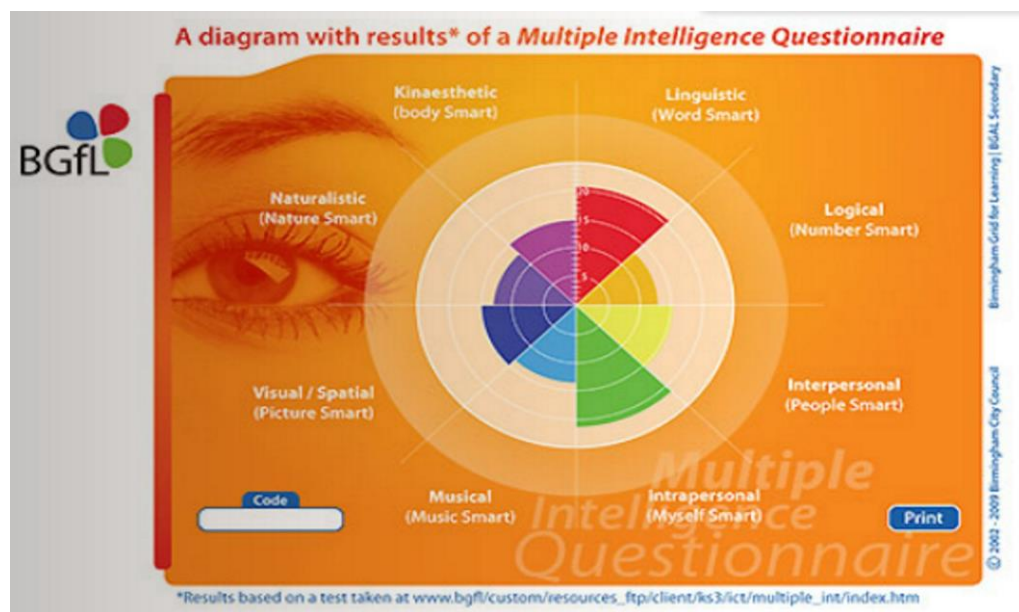 A diagram with results* of a Multiple Intelligence Questionnaire
BGfL
Kinaesthetic
(body Smart)
Linguistic
(Word Smart)
Naturalistic
(Nature Smart)
Logical
(Number Smart)
20
15
10
5
Visual / Spatial
(Picture Smart)
Interpersonal
(People Smart)
Musical
(Music Smart)
Intrapersonal
(Myself Smart)
Code
Print
Multiple
Intelligence
Questionnaire
Birmingham Grid for Learning | BGAL Secondary
© 2002 - 2009 Birmingham City Council
*Results based on a test taken at www.bgfl/custom/resources_ftp/client/ks3/ict/multiple_int/index.htm